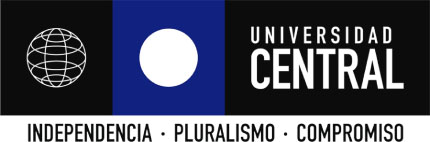 UNIVERSIDAD
CENTRAL
INDEPENDENCIA · PLURALISMO · COMPROMISO